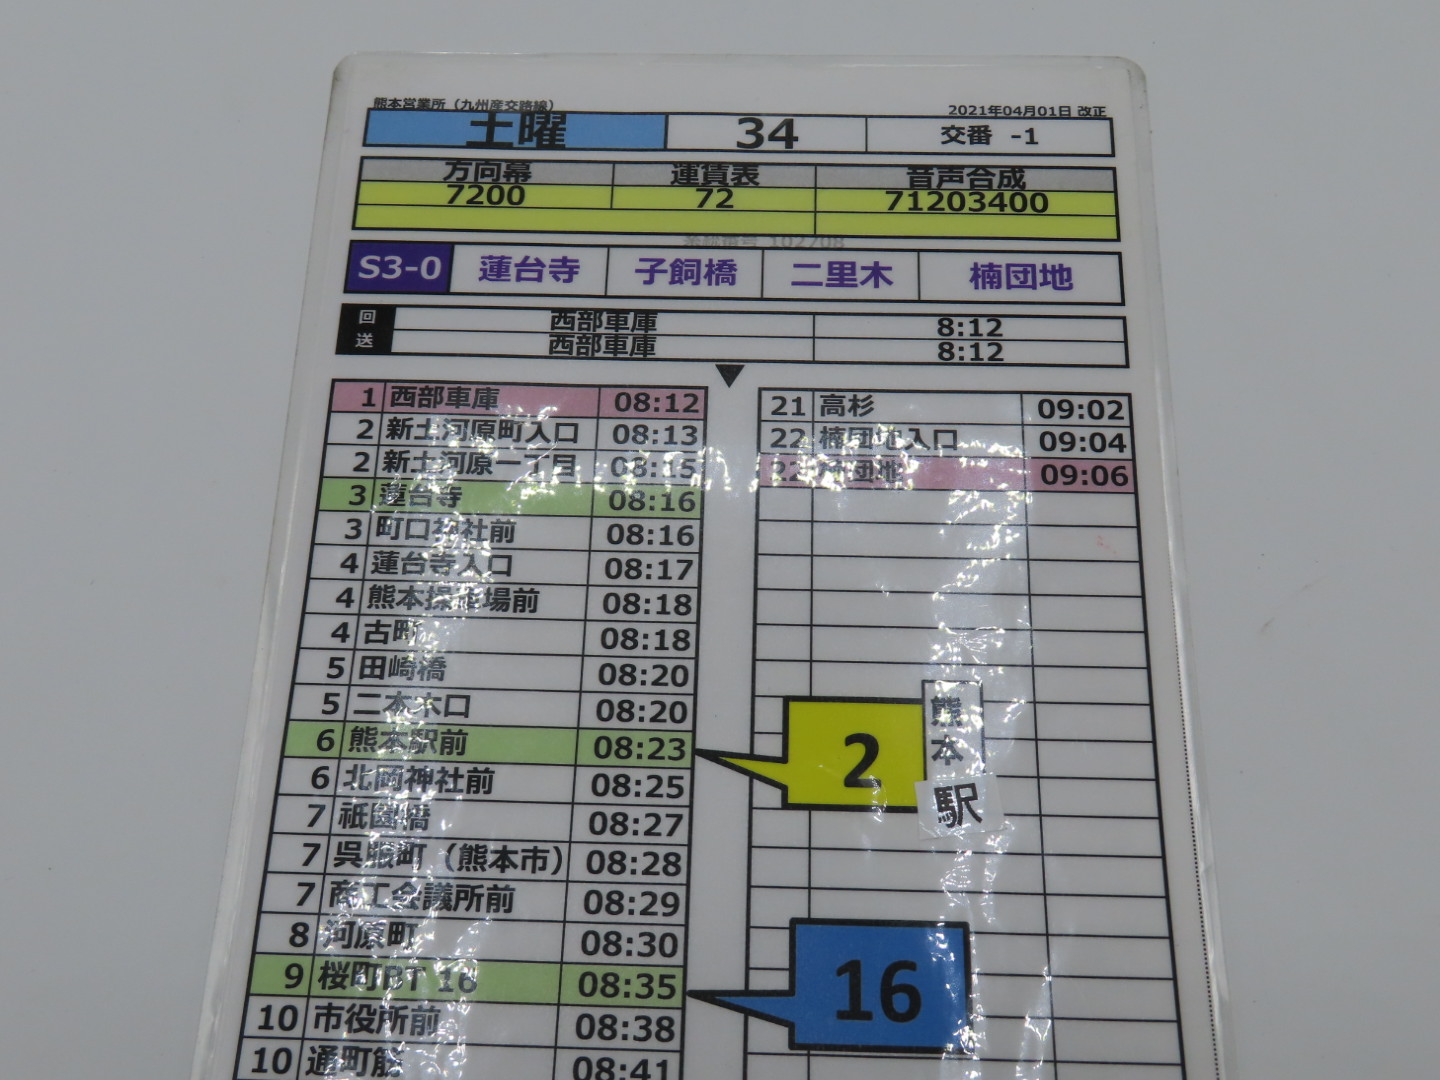 熊本営業所（九州産交路線）
2021年04月01日 改正
土曜 34 交番 -1
方向幕 運賃表 音声合成
7200 72 71203400
系統番号 102708
S3-0 蓮台寺 子飼橋 二里木 楠団地
回送 西部車庫 8:12
西部車庫 8:12
1 西部車庫 08:12
2 新土河原町入口 08:13
2 新土河原一丁目 08:15
3 蓮台寺 08:16
3 町口神社前 08:16
4 蓮台寺入口 08:17
4 熊本操車場前 08:18
4 古町 08:18
5 田崎橋 08:20
5 二本木口 08:20
6 熊本駅前 08:23
6 北岡神社前 08:25
7 祇園橋 08:27
7 呉服町（熊本市） 08:28
7 商工会議所前 08:29
8 河原町 08:30
9 桜町BT 16 08:35
10 市役所前 08:38
10 通町筋 08:41
21 高杉 09:02
22 楠団地入口 09:04
22 楠団地 09:06
2 熊本駅
16